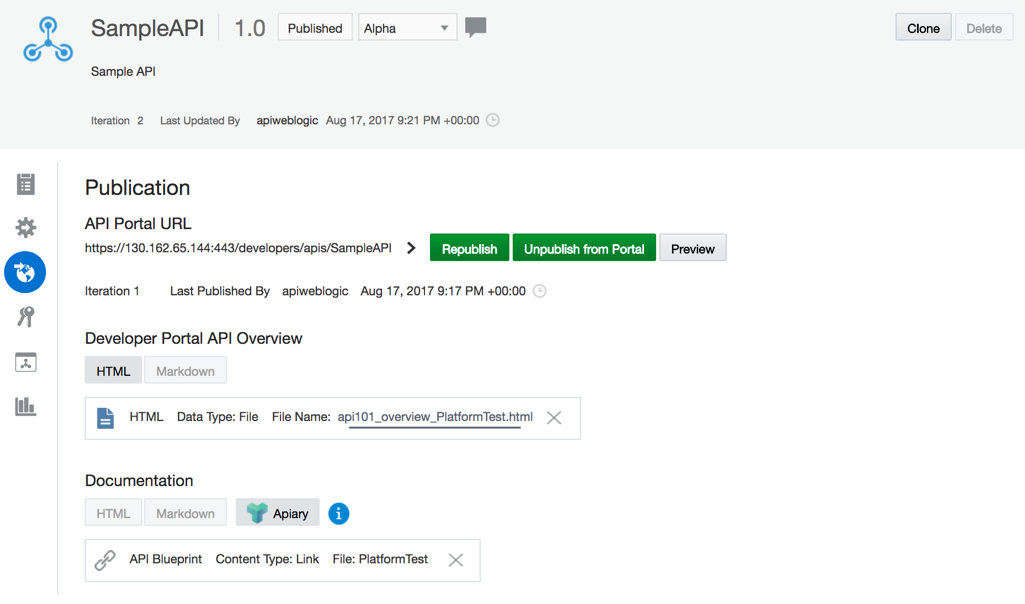 SampleAPI 1.0 Published Alpha Clone Delete
Sample API
Iteration 2 Last Updated By apiweblogic Aug 17, 2017 9:21 PM +00:00
Publication
API Portal URL
https://130.162.65.144:443/developers/apis/SampleAPI Republish Unpublish from Portal Preview
Iteration 1 Last Published By apiweblogic Aug 17, 2017 9:17 PM +00:00
Developer Portal API Overview
HTML Markdown
HTML Data Type: File File Name: api101_overview_PlatformTest.html
Documentation
HTML Markdown Apiary
API Blueprint Content Type: Link File: PlatformTest